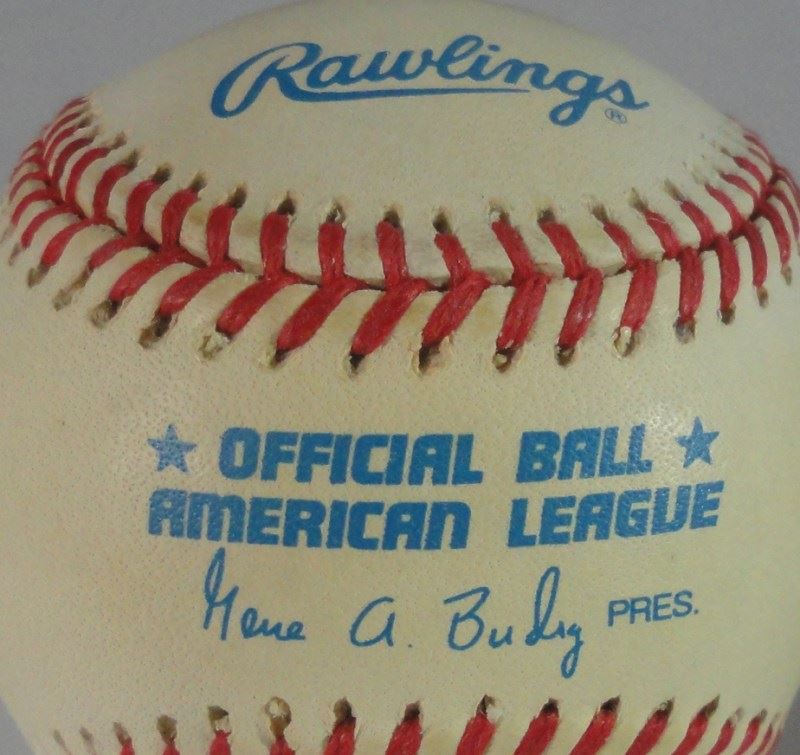 Rawlings ®
★ OFFICIAL BALL ★
AMERICAN LEAGUE
Gene A. Budig PRES.